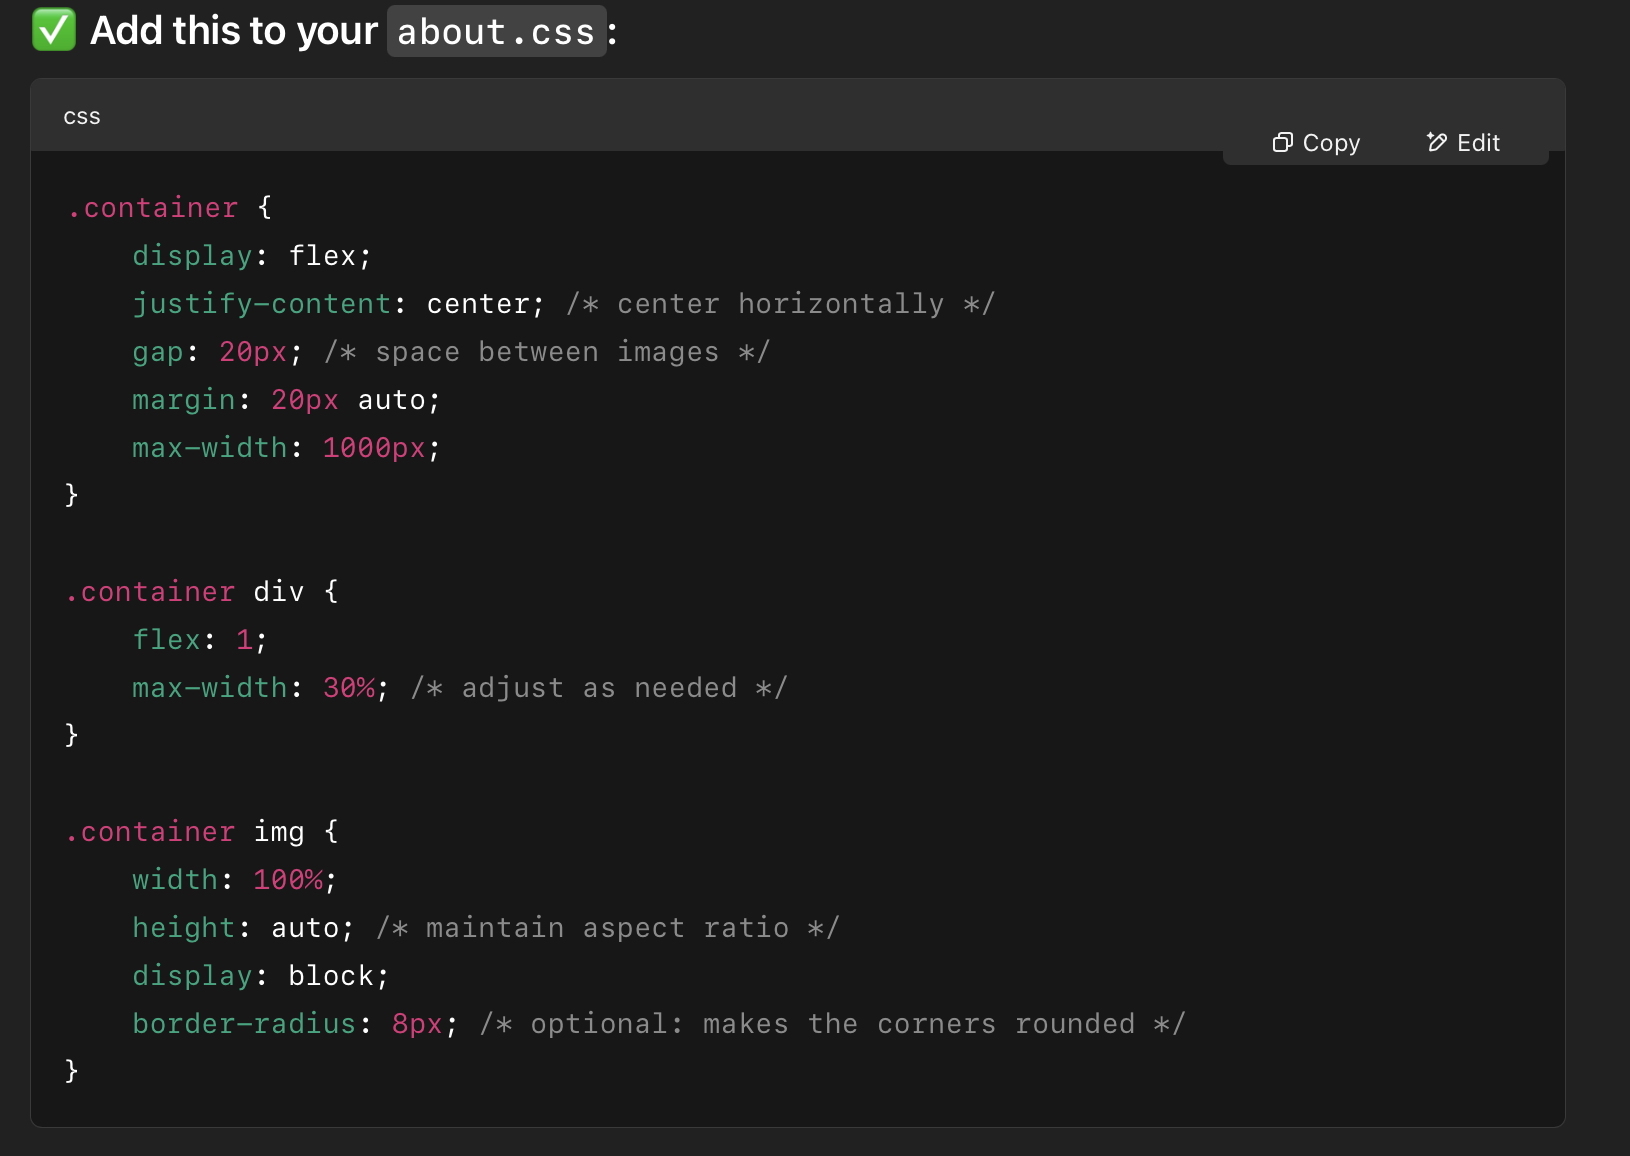 ✅ Add this to your about.css:
css
Copy Edit
.container {
    display: flex;
    justify-content: center; /* center horizontally */
    gap: 20px; /* space between images */
    margin: 20px auto;
    max-width: 1000px;
}

.container div {
    flex: 1;
    max-width: 30%; /* adjust as needed */
}

.container img {
    width: 100%;
    height: auto; /* maintain aspect ratio */
    display: block;
    border-radius: 8px; /* optional: makes the corners rounded */
}